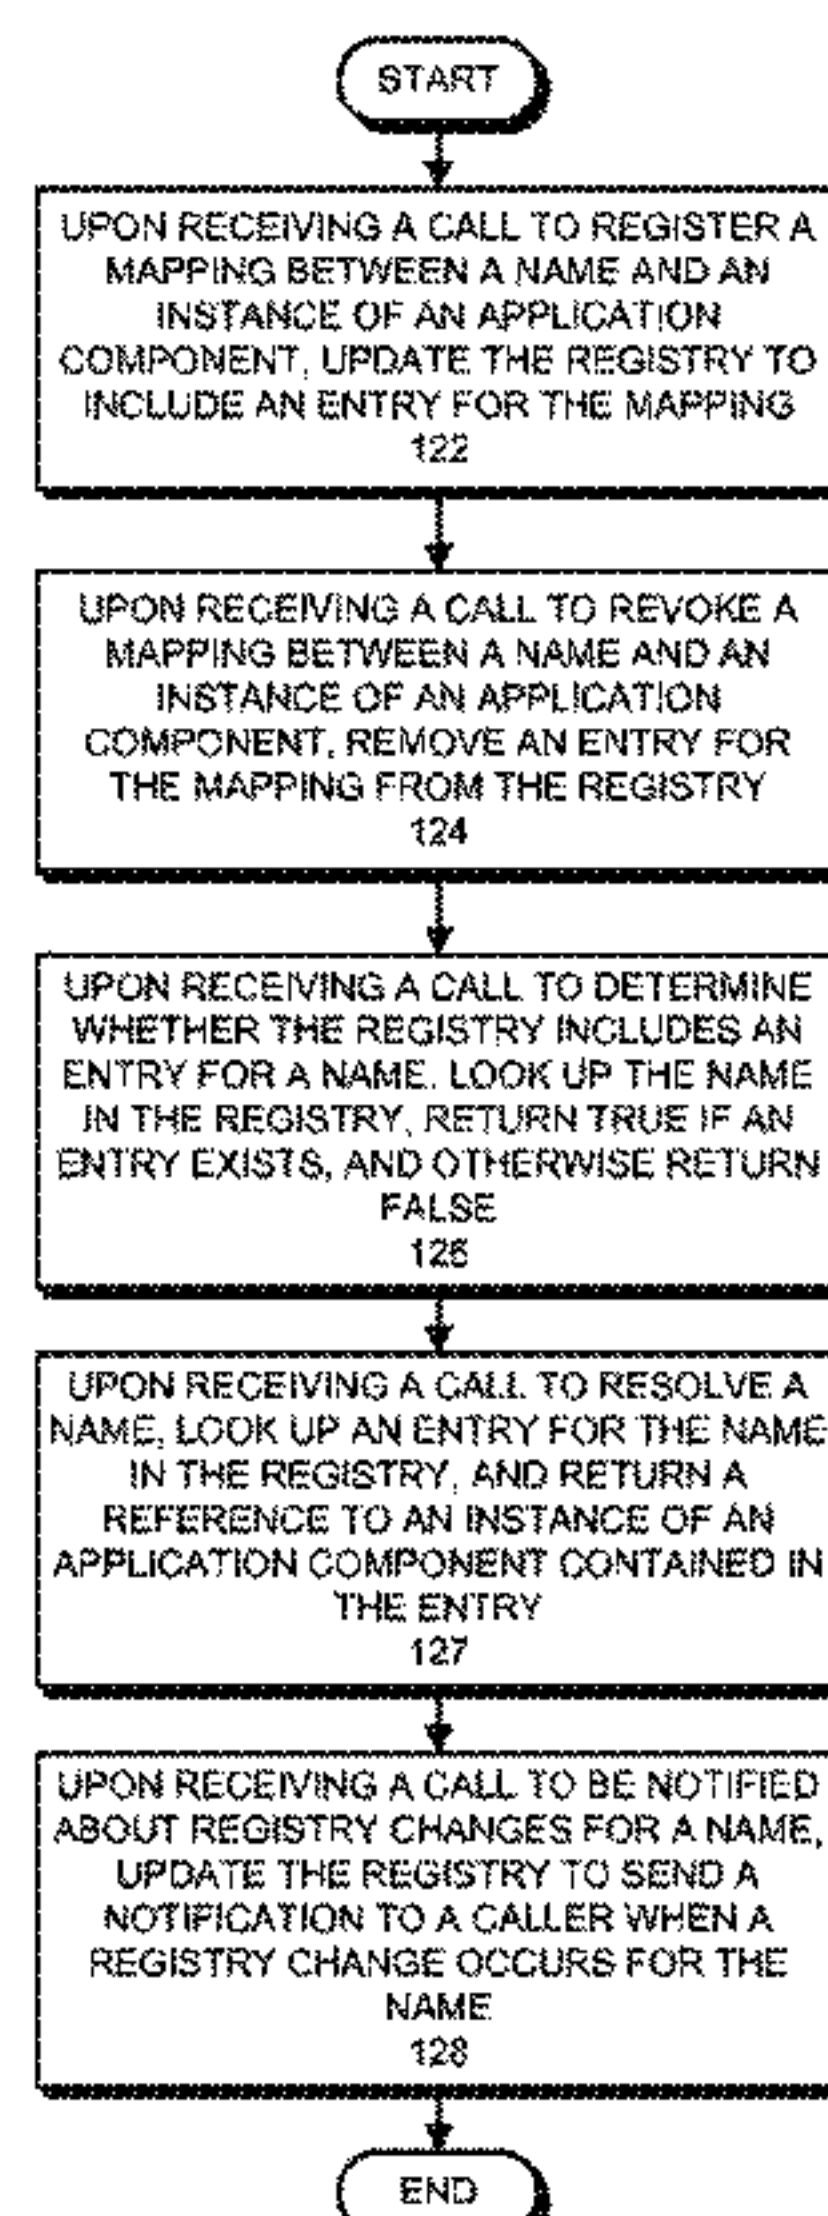 START
UPON RECEIVING A CALL TO REGISTER A
MAPPING BETWEEN A NAME AND AN
INSTANCE OF AN APPLICATION
COMPONENT, UPDATE THE REGISTRY TO
INCLUDE AN ENTRY FOR THE MAPPING
122
UPON RECEIVING A CALL TO REVOKE A
MAPPING BETWEEN A NAME AND AN
INSTANCE OF AN APPLICATION
COMPONENT, REMOVE AN ENTRY FOR
THE MAPPING FROM THE REGISTRY
124
UPON RECEIVING A CALL TO DETERMINE
WHETHER THE REGISTRY INCLUDES AN
ENTRY FOR A NAME, LOOK UP THE NAME
IN THE REGISTRY, RETURN TRUE IF AN
ENTRY EXISTS, AND OTHERWISE RETURN
FALSE
126
UPON RECEIVING A CALL TO RESOLVE A
NAME, LOOK UP AN ENTRY FOR THE NAME
IN THE REGISTRY, AND RETURN A
REFERENCE TO AN INSTANCE OF AN
APPLICATION COMPONENT CONTAINED IN
THE ENTRY
127
UPON RECEIVING A CALL TO BE NOTIFIED
ABOUT REGISTRY CHANGES FOR A NAME,
UPDATE THE REGISTRY TO SEND A
NOTIFICATION TO A CALLER WHEN A
REGISTRY CHANGE OCCURS FOR THE
NAME
128
END